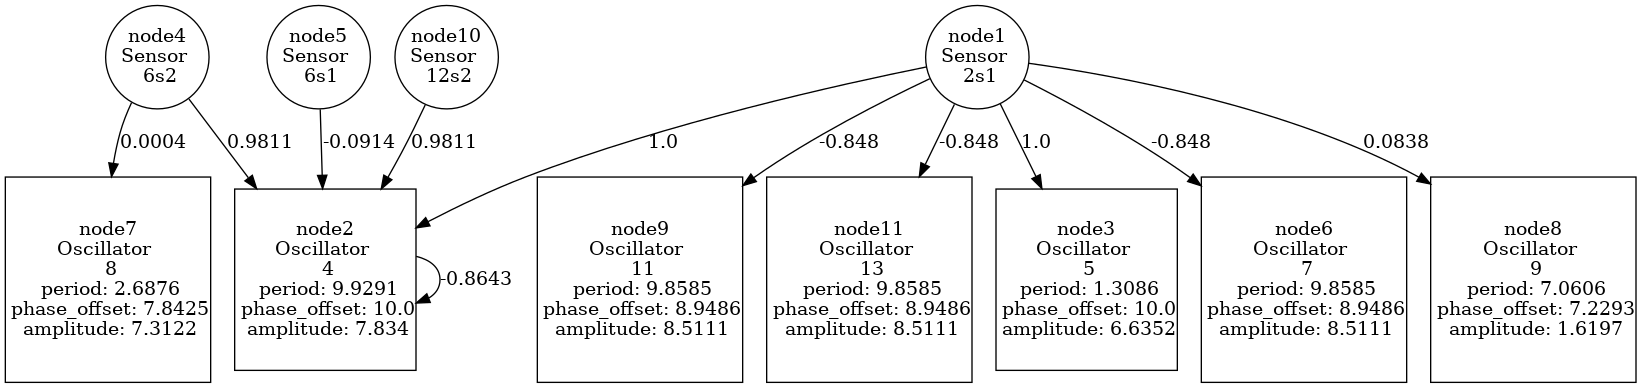 node4
Sensor
6s2
node5
Sensor
6s1
node10
Sensor
12s2
node1
Sensor
2s1
0.0004
0.9811
-0.0914
0.9811
1.0
-0.848
-0.848
1.0
-0.848
0.0838
node7
Oscillator
8
period: 2.6876
phase_offset: 7.8425
amplitude: 7.3122
node2
Oscillator
4
period: 9.9291
phase_offset: 10.0
amplitude: 7.834
-0.8643
node9
Oscillator
11
period: 9.8585
phase_offset: 8.9486
amplitude: 8.5111
node11
Oscillator
13
period: 9.8585
phase_offset: 8.9486
amplitude: 8.5111
node3
Oscillator
5
period: 1.3086
phase_offset: 10.0
amplitude: 6.6352
node6
Oscillator
7
period: 9.8585
phase_offset: 8.9486
amplitude: 8.5111
node8
Oscillator
9
period: 7.0606
phase_offset: 7.2293
amplitude: 1.6197